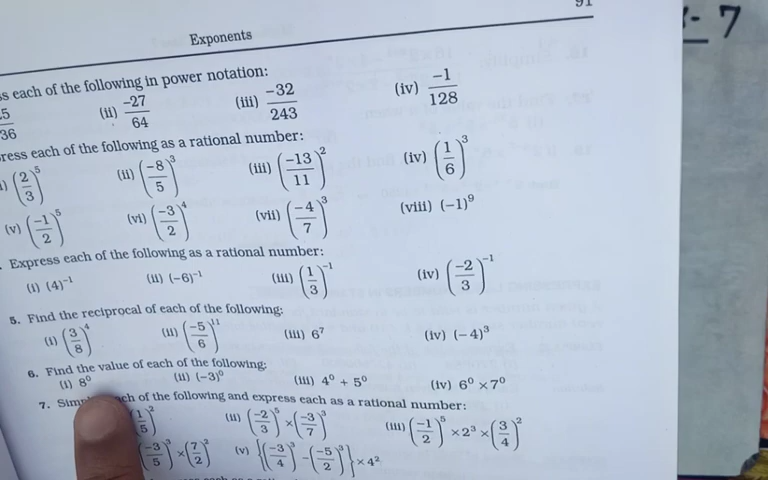 91
Exponents
each of the following in power notation:
(ii) -27/64 (iii) -32/243 (iv) -1/128
each of the following as a rational number:
(2/3)^5 (ii) (-8/5)^3 (iii) (-13/11)^2 (iv) (1/6)^3
(v) (-1/2)^5 (vi) (-3/2)^4 (vii) (-4/7)^3 (viii) (-1)^9
Express each of the following as a rational number:
(i) (4)^-1 (ii) (-6)^-1 (iii) (1/3)^-1 (iv) (-2/3)^-1
5. Find the reciprocal of each of the following:
(i) (3/8)^4 (ii) (-5/6)^11 (iii) 6^7 (iv) (-4)^3
6. Find the value of each of the following:
(i) 8^0 (ii) (-3)^0 (iii) 4^0 + 5^0 (iv) 6^0 × 7^0
7. of the following and express each as a rational number:
(ii) (-2/3)^5 × (-3/7)^3 (iii) (-1/2)^5 × 2^3 × (3/4)^2
(-3/5)^3 × (7/2)^2 (v) {(-3/4)^3 - (-5/2)^3} × 4^2
- 7